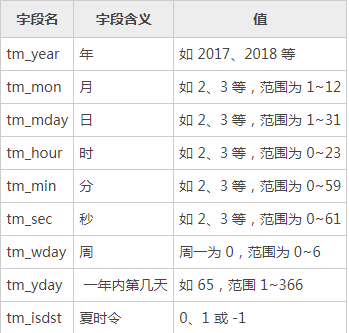 字段名 字段含义 值
tm_year 年 如 2017、2018 等
tm_mon 月 如 2、3 等，范围为 1~12
tm_mday 日 如 2、3 等，范围为 1~31
tm_hour 时 如 2、3 等，范围为 0~23
tm_min 分 如 2、3 等，范围为 0~59
tm_sec 秒 如 2、3 等，范围为 0~61
tm_wday 周 周一为 0，范围为 0~6
tm_yday 一年内第几天 如 65，范围 1~366
tm_isdst 夏时令 0、1 或 -1